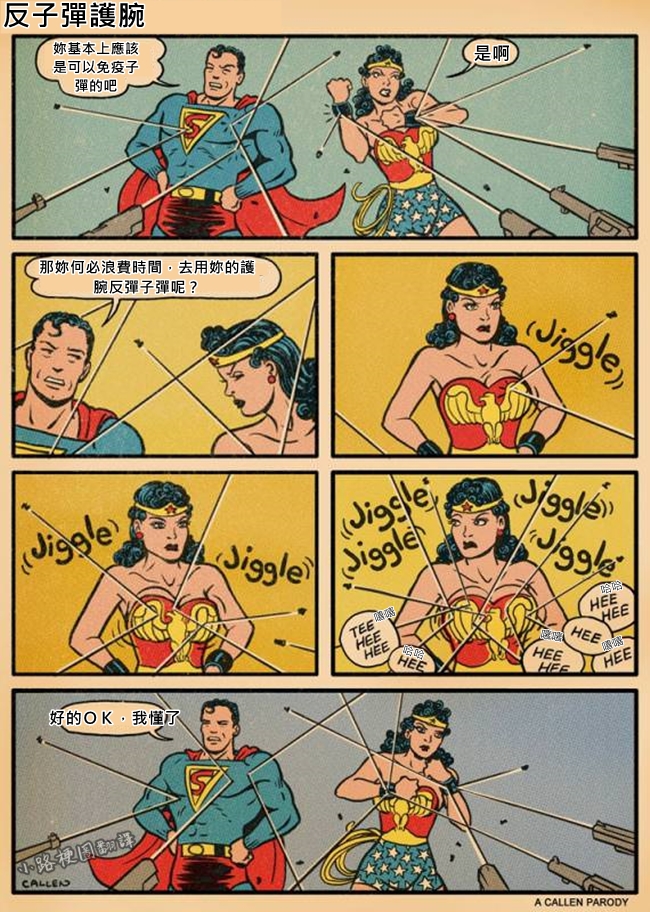 反子彈護腕
妳基本上應該
是可以免疫子
彈的吧
是啊
S
那妳何必浪費時間，去用妳的護
腕反彈子彈呢？
Jiggle
Jiggle
Jiggle
Jiggle
Jiggle
Jiggle
Jiggle
嘻嘻
TEE
HEE
HEE
哈哈
HEE
嘻嘻
HEE
HEE
HEE
哈哈
HEE
HEE
嘻嘻
HEE
好的OK，我懂了
S
小路梗圖翻譯
CALLEN
A CALLEN PARODY